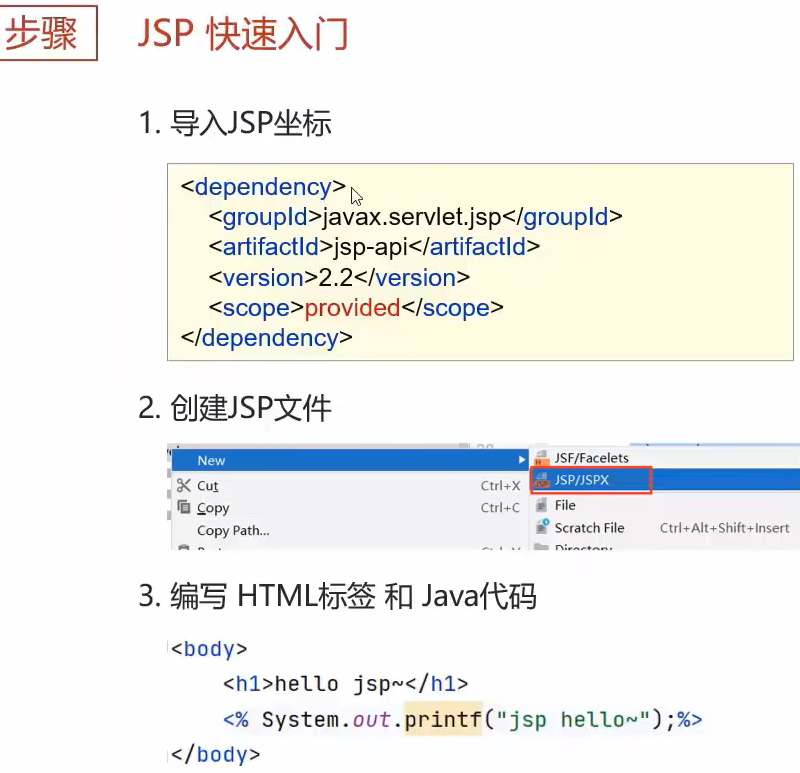 步骤
JSP 快速入门
1. 导入JSP坐标
<dependency>
<groupId>javax.servlet.jsp</groupId>
<artifactId>jsp-api</artifactId>
<version>2.2</version>
<scope>provided</scope>
</dependency>
2. 创建JSP文件
New
Cut Ctrl+X
Copy Ctrl+C
Copy Path...
JSF/Facelets
JSP/JSPX
File
Scratch File Ctrl+Alt+Shift+Insert
Directory
3. 编写 HTML标签 和 Java代码
<body>
<h1>hello jsp~</h1>
<% System.out.printf("jsp hello~");%>
</body>